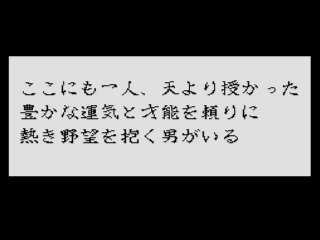 ここにも一人、天より授かった
豊かな運気と才能を頼りに
熱き野望を抱く男がいる